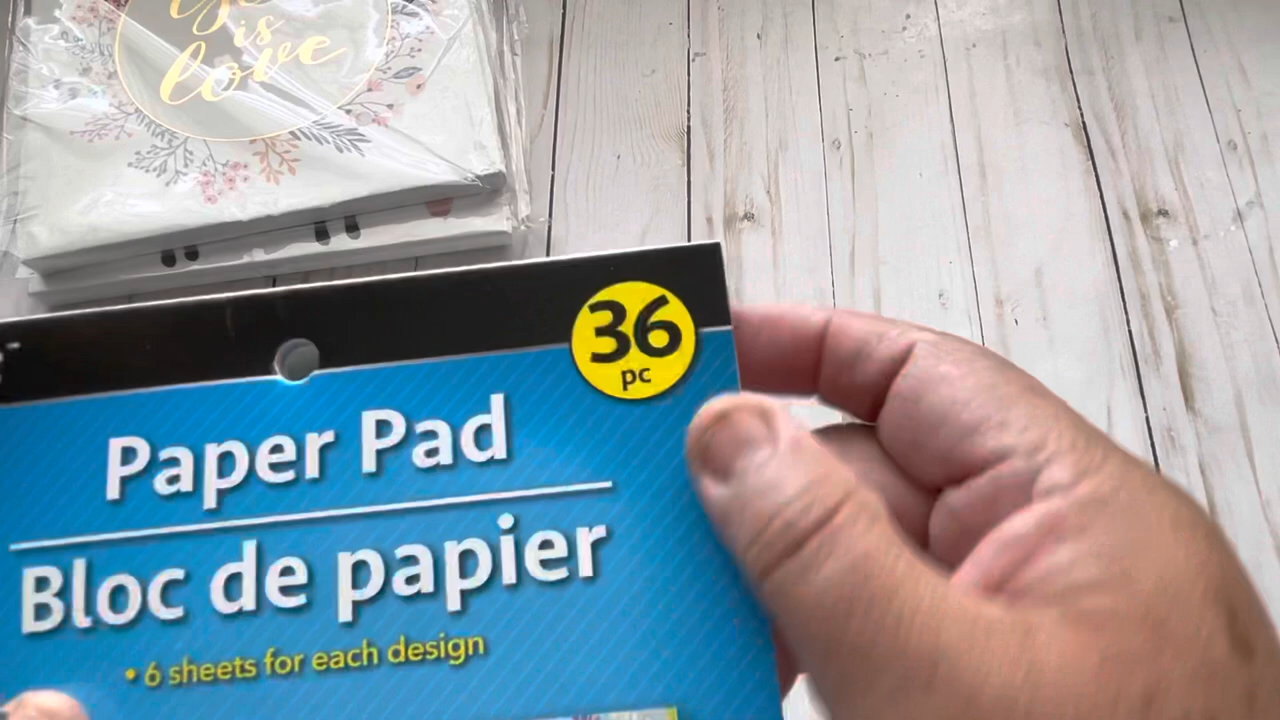 is
love
36
pc
Paper Pad
Bloc de papier
• 6 sheets for each design